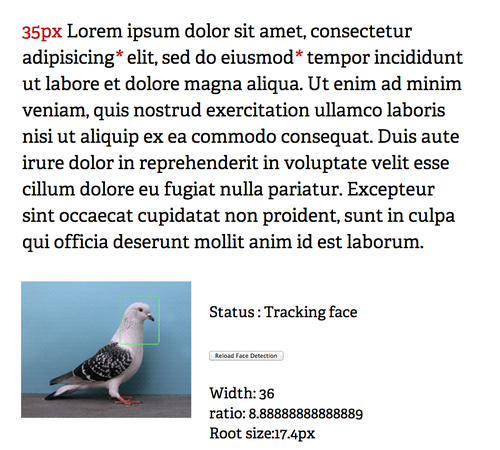 35px Lorem ipsum dolor sit amet, consectetur
adipisicing* elit, sed do eiusmod* tempor incididunt
ut labore et dolore magna aliqua. Ut enim ad minim
veniam, quis nostrud exercitation ullamco laboris
nisi ut aliquip ex ea commodo consequat. Duis aute
irure dolor in reprehenderit in voluptate velit esse
cillum dolore eu fugiat nulla pariatur. Excepteur
sint occaecat cupidatat non proident, sunt in culpa
qui officia deserunt mollit anim id est laborum.
Status : Tracking face
Reload Face Detection
Width: 36
ratio: 8.88888888888889
Root size:17.4px